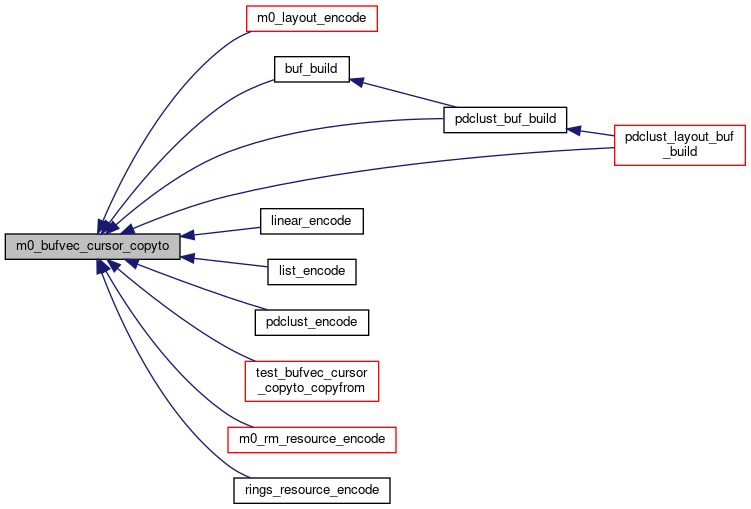 m0_layout_encode
buf_build
pdclust_buf_build
pdclust_layout_buf
_build
linear_encode
m0_bufvec_cursor_copyto
list_encode
pdclust_encode
test_bufvec_cursor
_copyto_copyfrom
m0_rm_resource_encode
rings_resource_encode